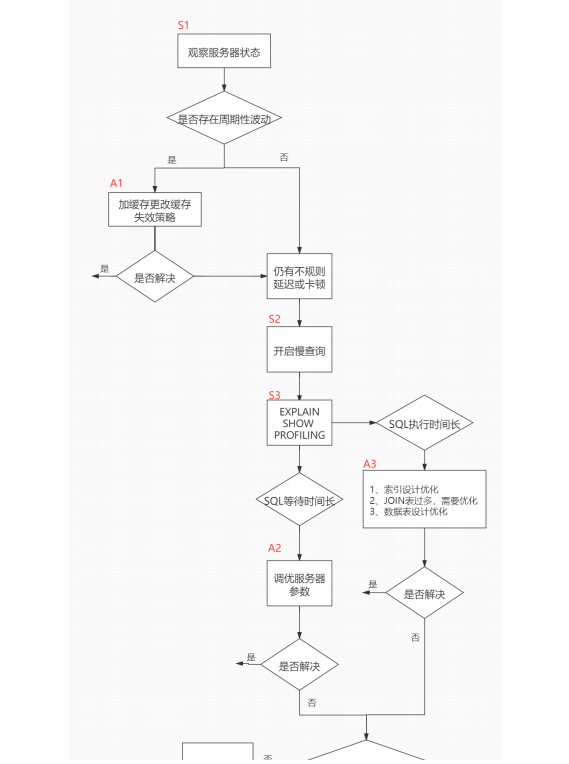 S1
观察服务器状态
是否存在周期性波动
是
否
A1
加缓存更改缓存
失效策略
是
是否解决
仍有不规则
延迟或卡顿
S2
开启慢查询
S3
EXPLAIN
SHOW
PROFILING
SQL执行时间长
A3
1、索引设计优化
2、JOIN表过多，需要优化
3、数据表设计优化
SQL等待时间长
A2
调优服务器
参数
是
是否解决
否
是
是否解决
否
否